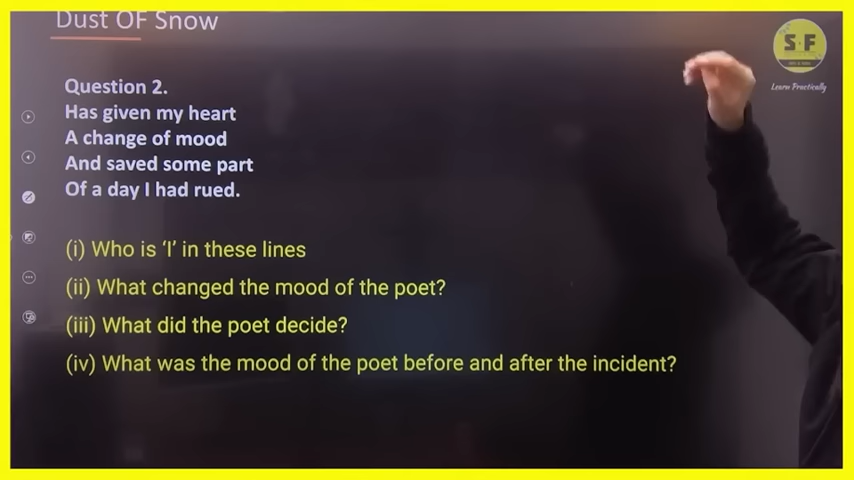 Dust OF Snow
S F
Learn Practically
Question 2.
Has given my heart
A change of mood
And saved some part
Of a day I had rued.
(i) Who is ‘I’ in these lines
(ii) What changed the mood of the poet?
(iii) What did the poet decide?
(iv) What was the mood of the poet before and after the incident?